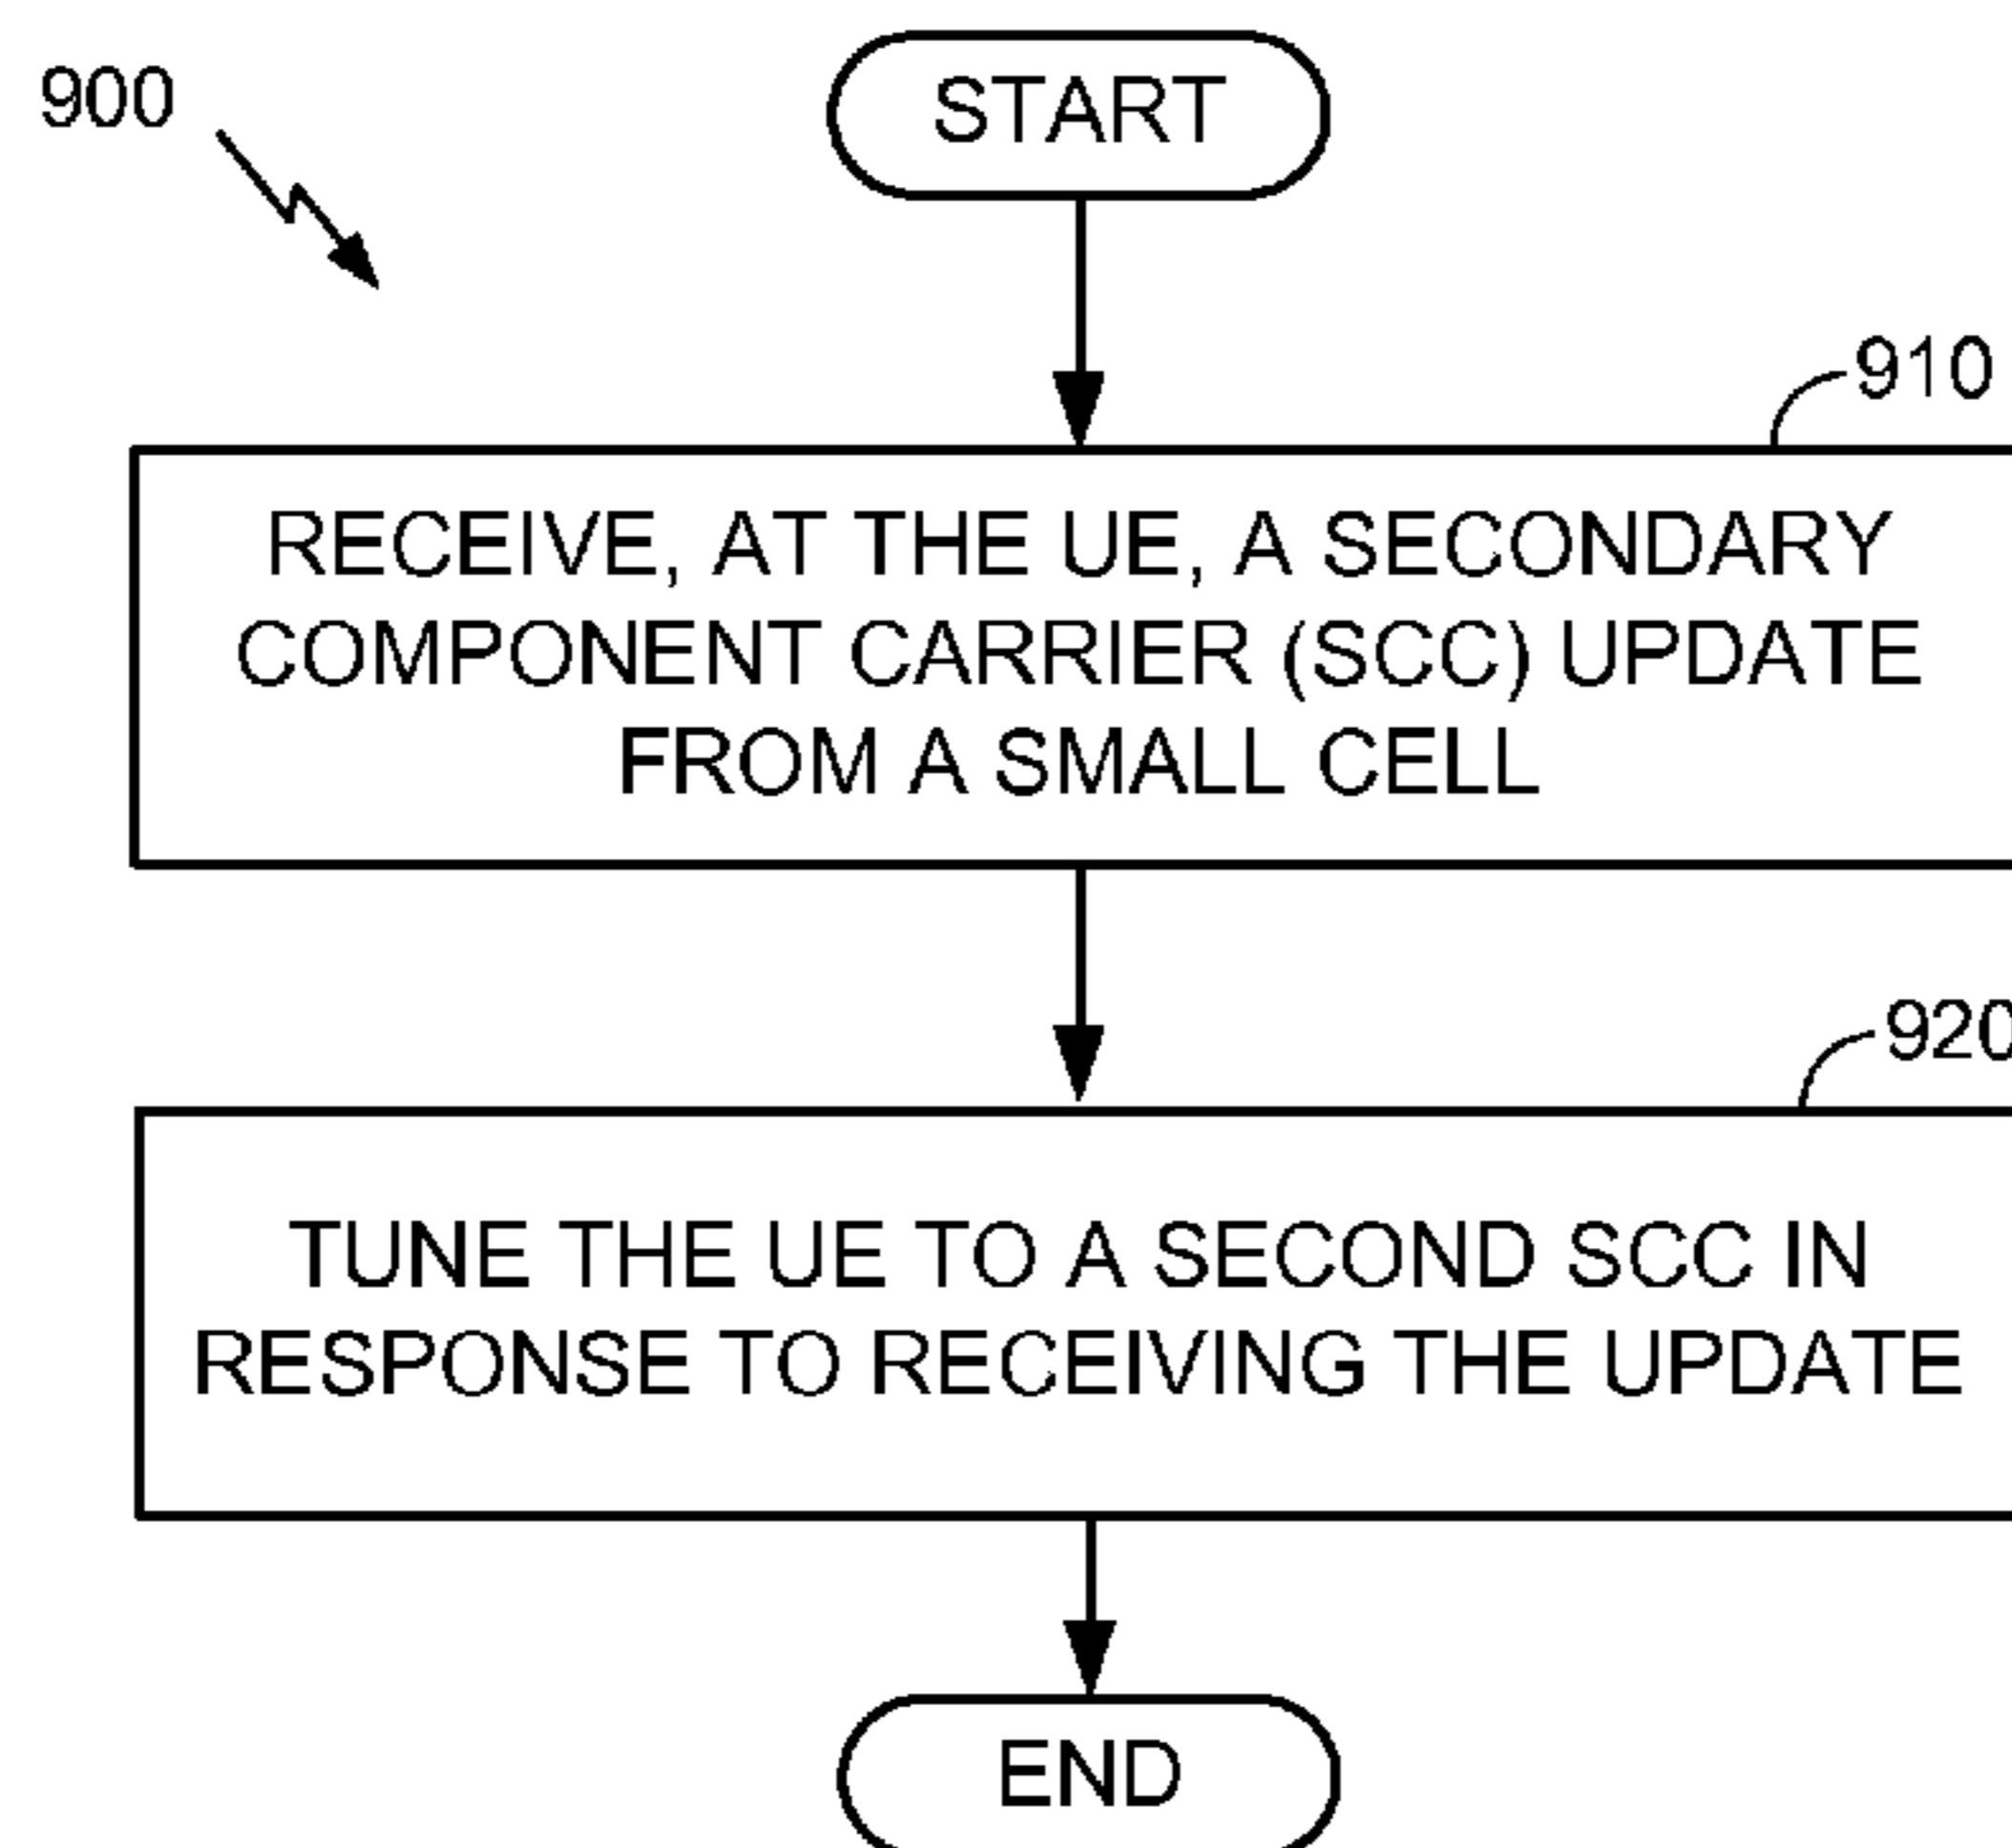 900
START
910
RECEIVE, AT THE UE, A SECONDARY
COMPONENT CARRIER (SCC) UPDATE
FROM A SMALL CELL
920
TUNE THE UE TO A SECOND SCC IN
RESPONSE TO RECEIVING THE UPDATE
END